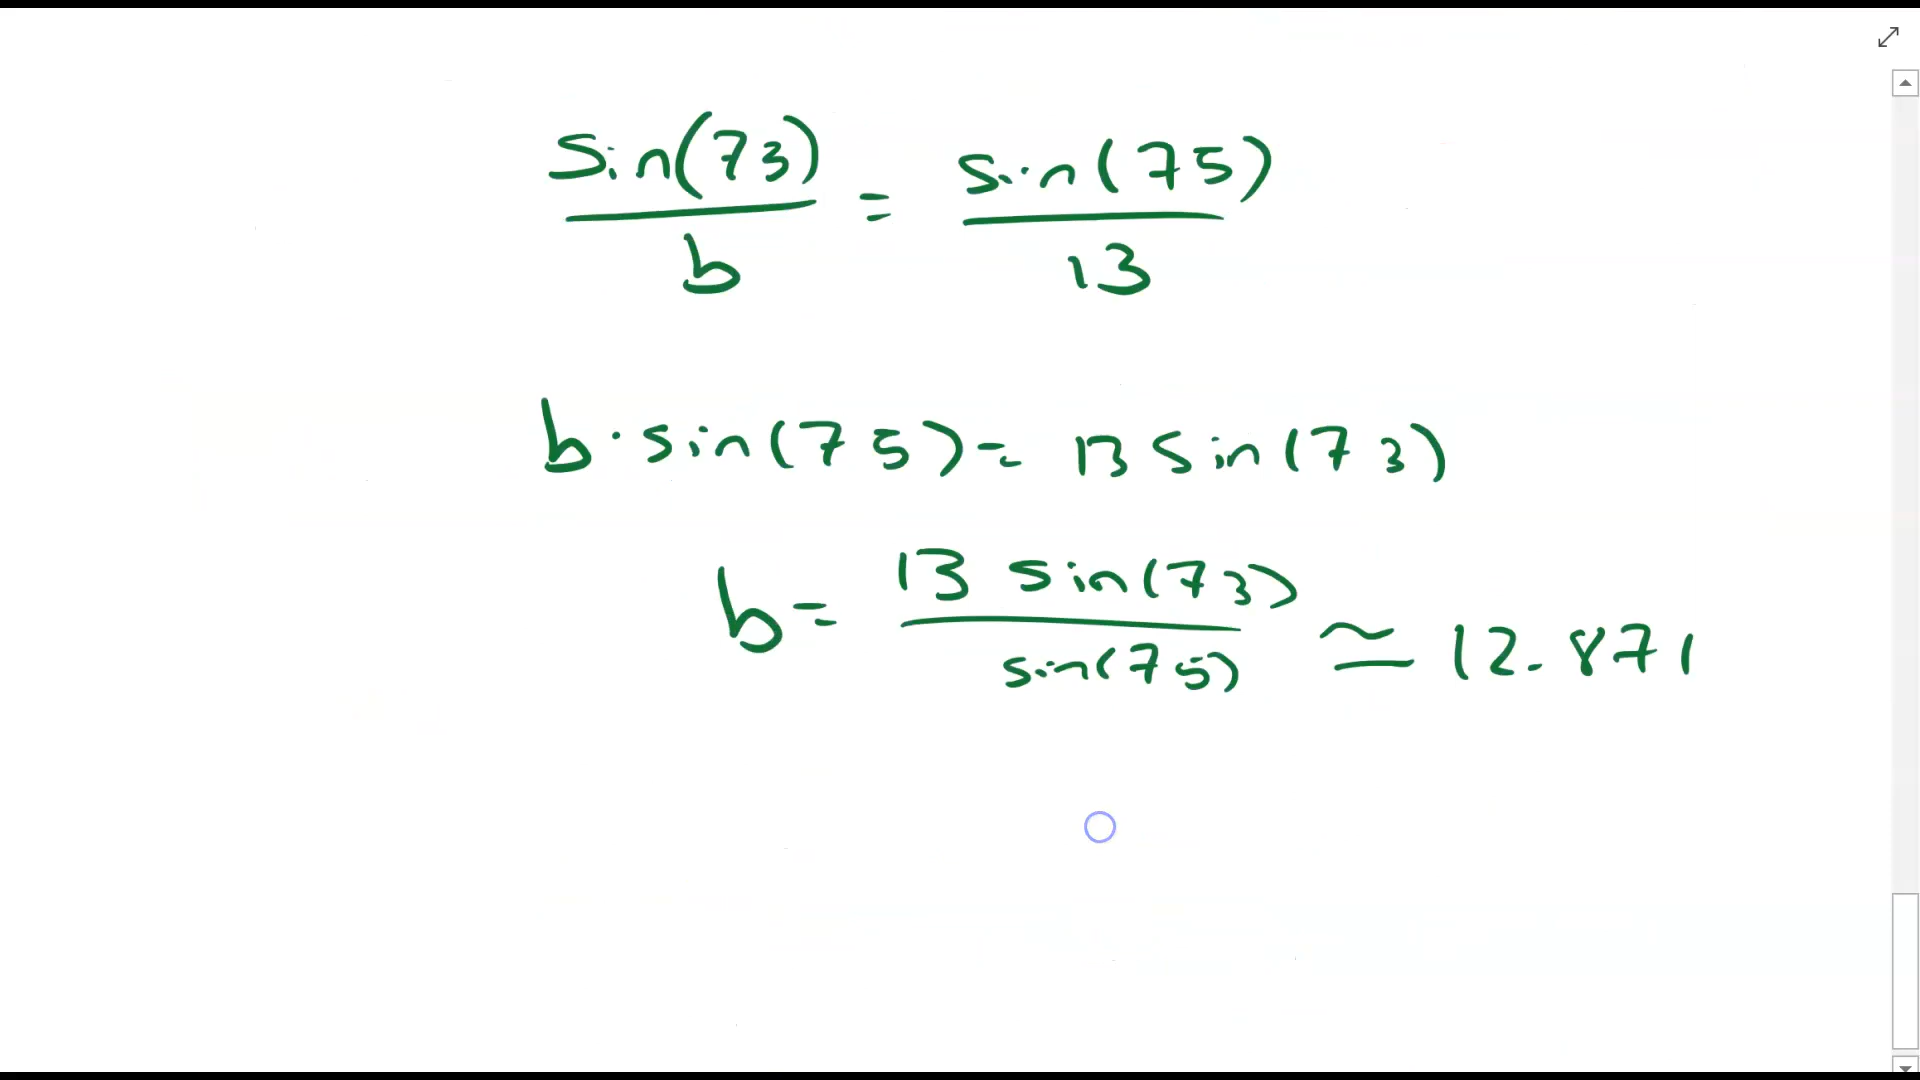 sin(73)/b = sin(75)/13
b · sin(75) = 13 sin(73)
b = 13 sin(73)/sin(75) ≃ 12.871